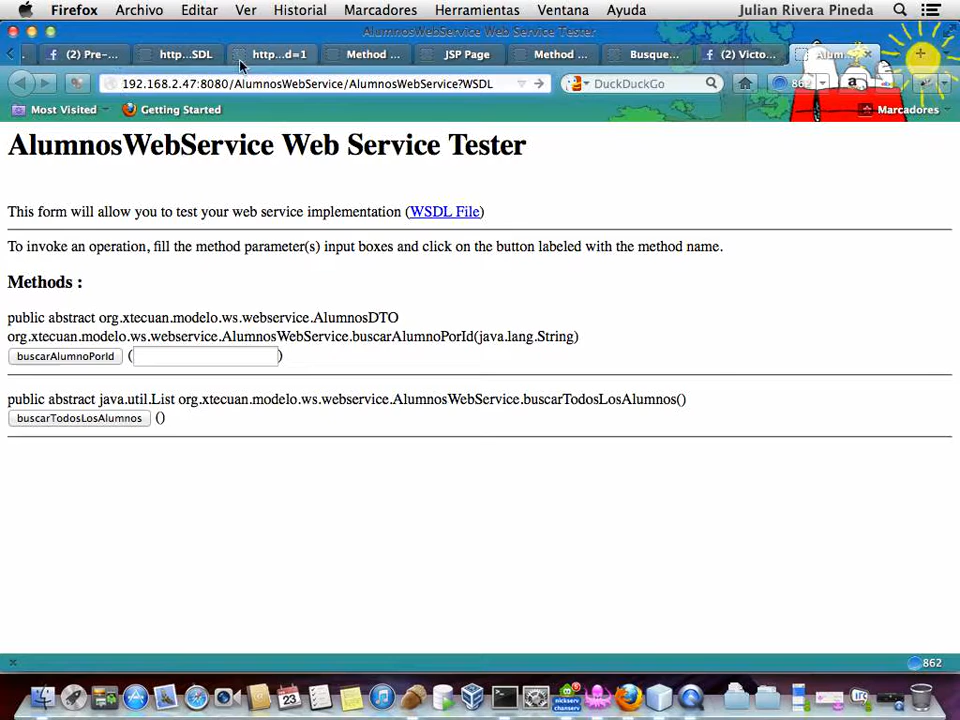 Firefox Archivo Editar Ver Historial Marcadores Herramientas Ventana Ayuda Julian Rivera Pineda
AlumnosWebService Web Service Tester
(2) Pre-... http...SDL http...d=1 Method ... JSP Page Method ... Busque... (2) Victo...
192.168.2.47:8080/AlumnosWebService/AlumnosWebService?WSDL DuckDuckGo
Most Visited Getting Started Marcadores
AlumnosWebService Web Service Tester
This form will allow you to test your web service implementation (WSDL File)
To invoke an operation, fill the method parameter(s) input boxes and click on the button labeled with the method name.
Methods :
public abstract org.xtecuan.modelo.ws.webservice.AlumnosDTO
org.xtecuan.modelo.ws.webservice.AlumnosWebService.buscarAlumnoPorId(java.lang.String)
buscarAlumnoPorId ( )
public abstract java.util.List org.xtecuan.modelo.ws.webservice.AlumnosWebService.buscarTodosLosAlumnos()
buscarTodosLosAlumnos ()
862